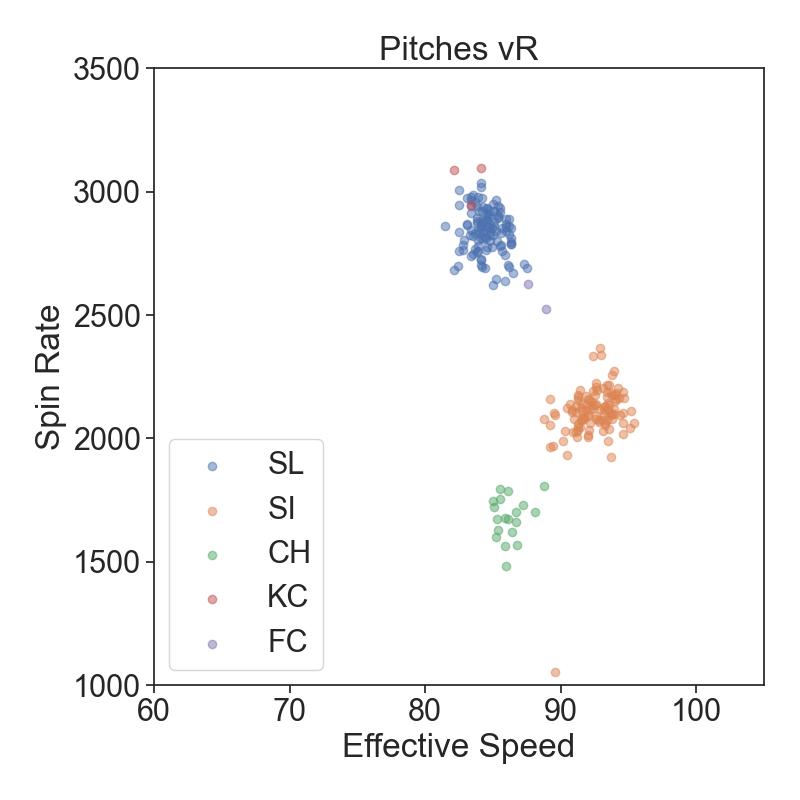 Pitches vR
3500
3000
2500
2000
1500
1000
Spin Rate
SL
SI
CH
KC
FC
60 70 80 90 100
Effective Speed